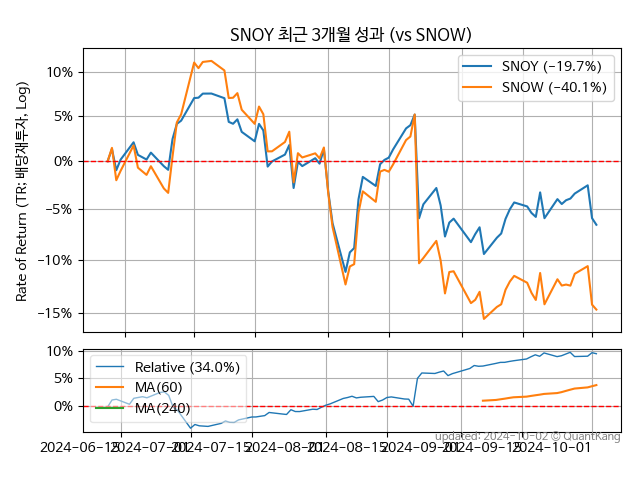 SNOY 최근 3개월 성과 (vs SNOW)
Rate of Return (TR: 배당재투자, Log)
10%
5%
0%
−5%
−10%
−15%
SNOY (−19.7%)
SNOW (−40.1%)
10%
5%
0%
Relative (34.0%)
MA(60)
MA(240)
2024−06−15
2024−07−01
2024−07−15
2024−08−01
2024−08−15
2024−09−01
2024−09−15
2024−10−01
updated: 2024−10−02 © QuantKang